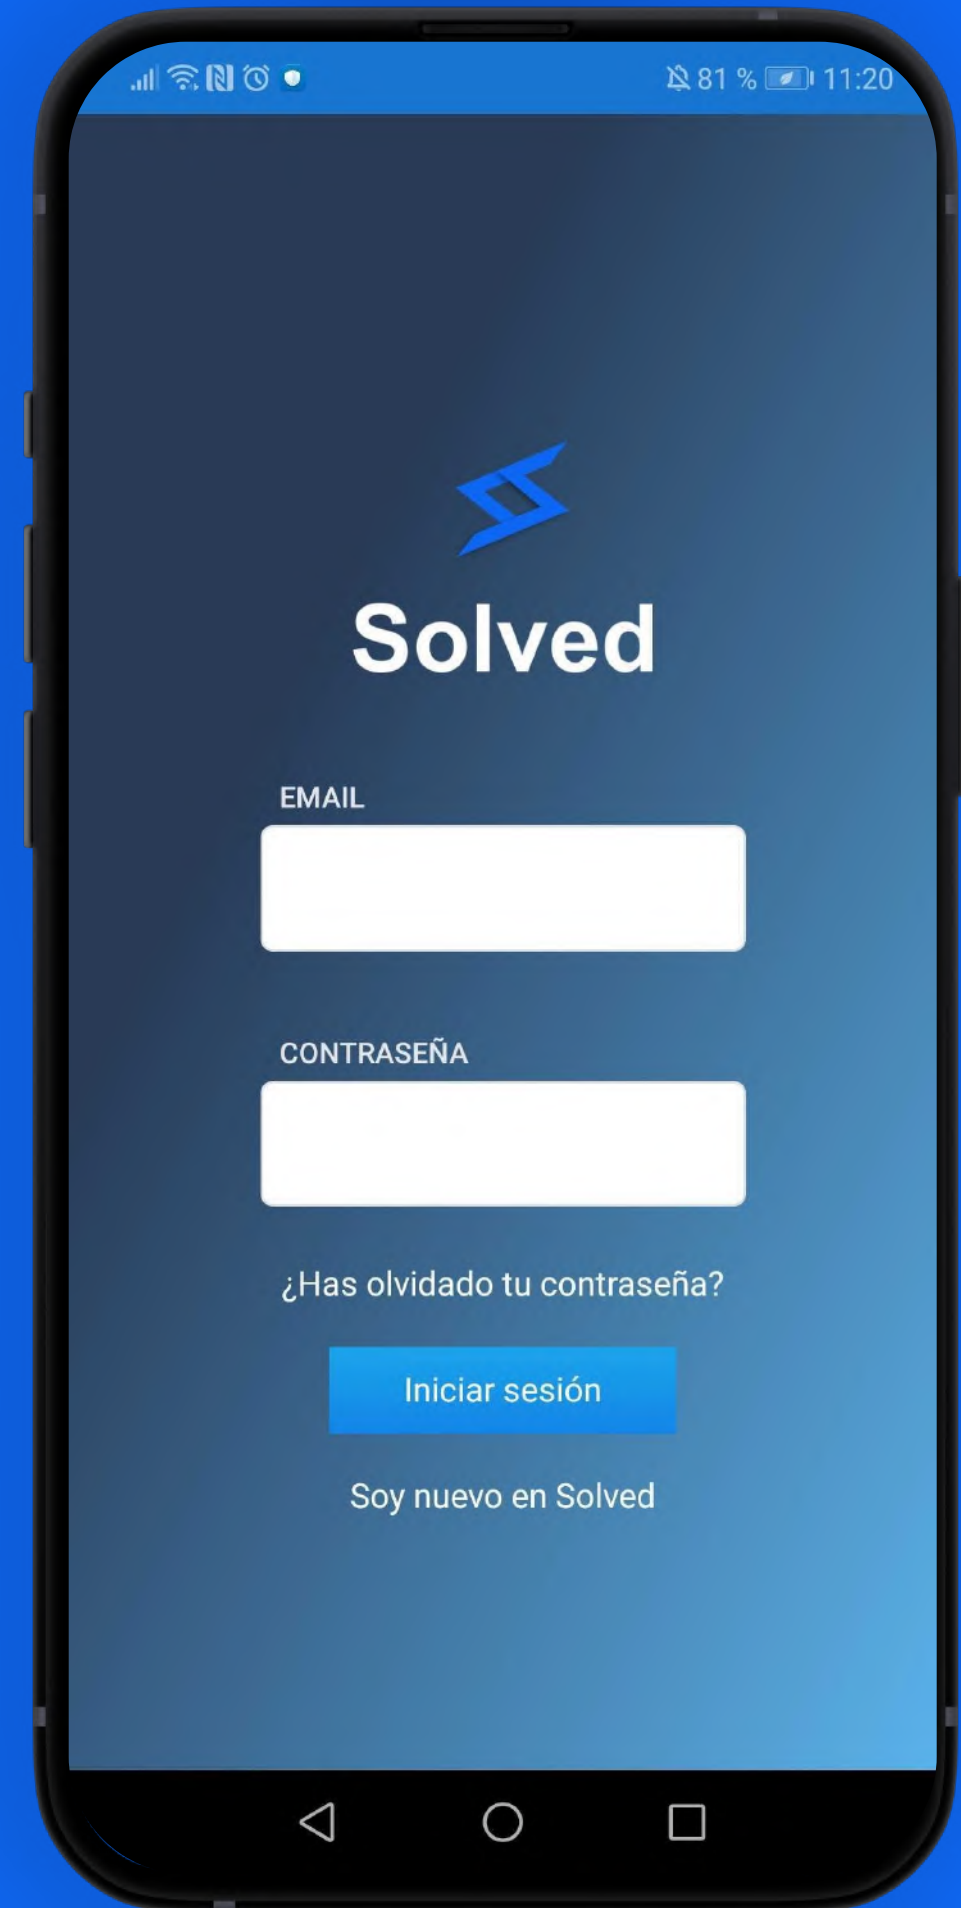 81 % 11:20
Solved
EMAIL
CONTRASEÑA
¿Has olvidado tu contraseña?
Iniciar sesión
Soy nuevo en Solved